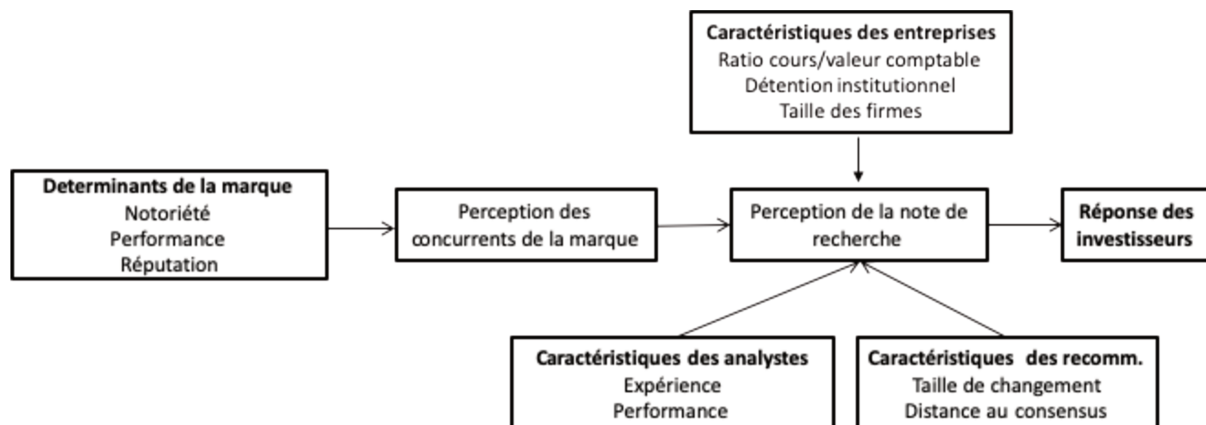 Caractéristiques des entreprises
Ratio cours/valeur comptable
Détention institutionnel
Taille des firmes
Determinants de la marque
Notoriété
Performance
Réputation
Perception des
concurrents de la marque
Perception de la note de
recherche
Réponse des
investisseurs
Caractéristiques des analystes
Expérience
Performance
Caractéristiques des recomm.
Taille de changement
Distance au consensus